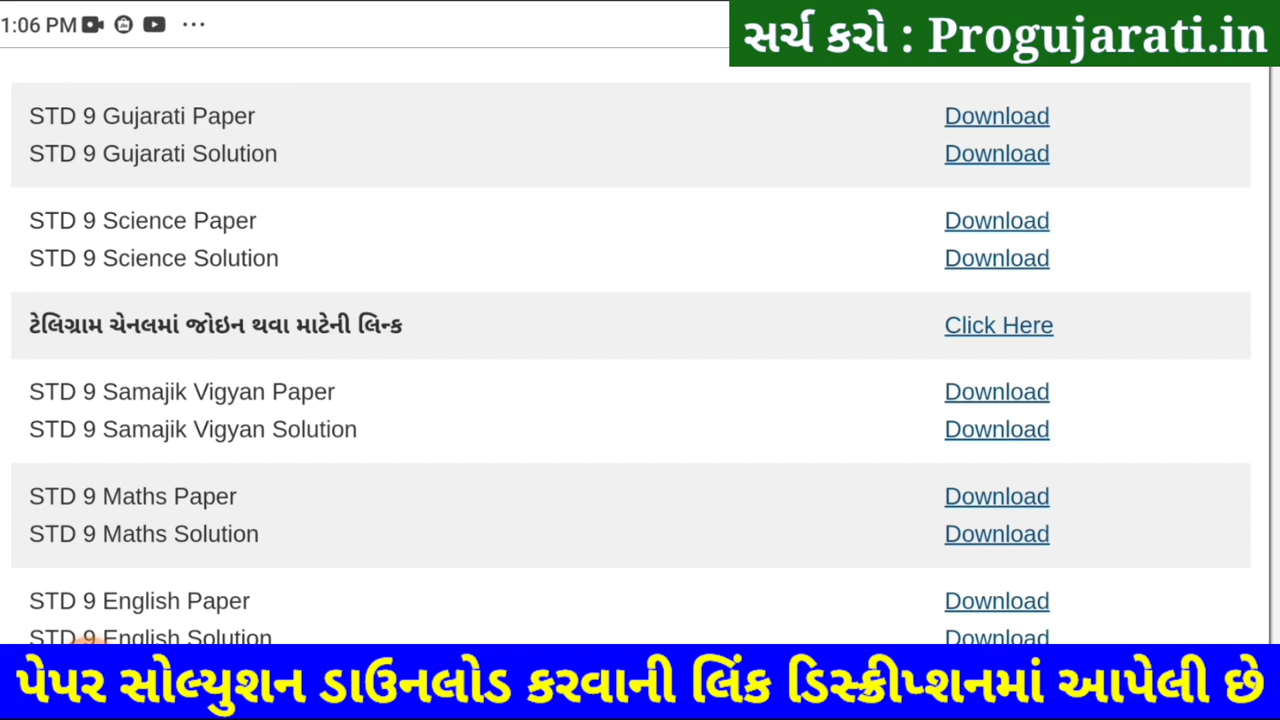 1:06 PM
સર્ચ કરો : Progujarati.in
STD 9 Gujarati Paper Download
STD 9 Gujarati Solution Download
STD 9 Science Paper Download
STD 9 Science Solution Download
ટેલિગ્રામ ચેનલમાં જોઇન થવા માટેની લિન્ક Click Here
STD 9 Samajik Vigyan Paper Download
STD 9 Samajik Vigyan Solution Download
STD 9 Maths Paper Download
STD 9 Maths Solution Download
STD 9 English Paper Download
STD 9 English Solution Download
પેપર સોલ્યુશન ડાઉનલોડ કરવાની લિંક ડિસ્ક્રીપ્શનમાં આપેલી છે